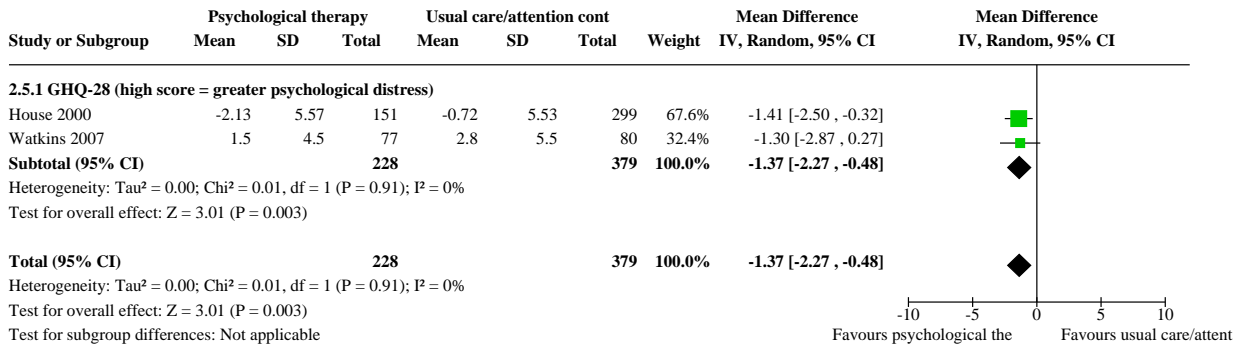 Psychological therapy Usual care/attention cont Mean Difference Mean Difference
Study or Subgroup Mean SD Total Mean SD Total Weight IV, Random, 95% CI IV, Random, 95% CI
2.5.1 GHQ-28 (high score = greater psychological distress)
House 2000 -2.13 5.57 151 -0.72 5.53 299 67.6% -1.41 [-2.50 , -0.32]
Watkins 2007 1.5 4.5 77 2.8 5.5 80 32.4% -1.30 [-2.87 , 0.27]
Subtotal (95% CI) 228 379 100.0% -1.37 [-2.27 , -0.48]
Heterogeneity: Tau² = 0.00; Chi² = 0.01, df = 1 (P = 0.91); I² = 0%
Test for overall effect: Z = 3.01 (P = 0.003)
Total (95% CI) 228 379 100.0% -1.37 [-2.27 , -0.48]
Heterogeneity: Tau² = 0.00; Chi² = 0.01, df = 1 (P = 0.91); I² = 0%
Test for overall effect: Z = 3.01 (P = 0.003)
-10 -5 0 5 10
Test for subgroup differences: Not applicable Favours psychological the Favours usual care/attent